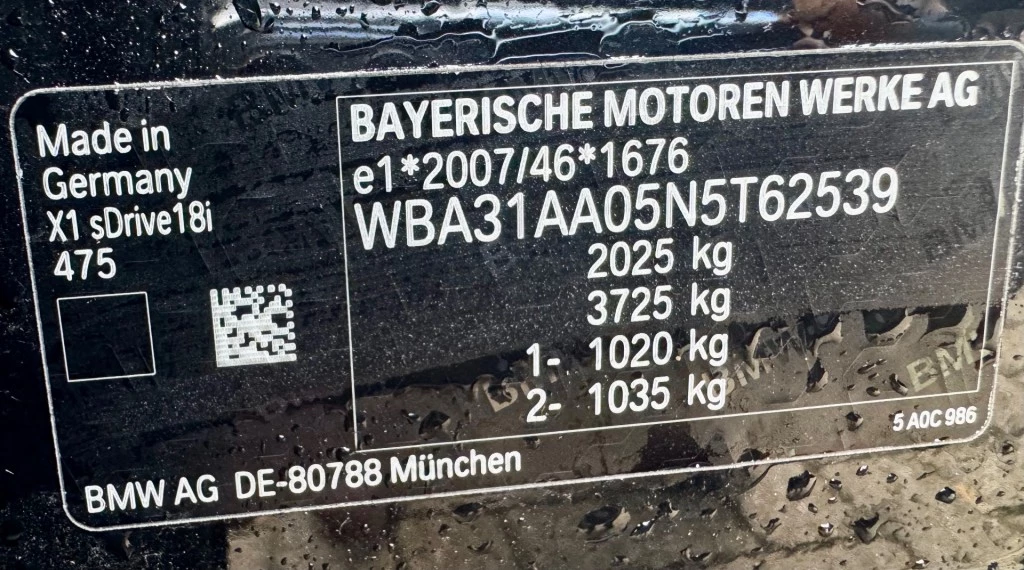 Made in
Germany
X1 sDrive18i
475
BAYERISCHE MOTOREN WERKE AG
e1*2007/46*1676
WBA31AA05N5T62539
2025 kg
3725 kg
1- 1020 kg
2- 1035 kg
5 A0C 986
BMW AG DE-80788 München